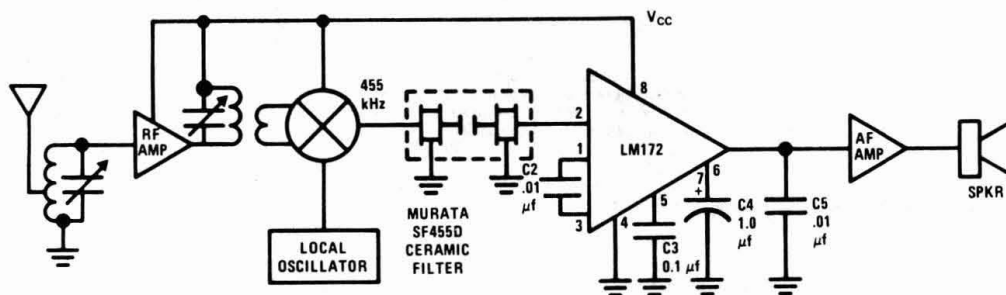 VCC
455
kHz
RF
AMP
8
2
1
3
4
5
7
6
LM172
C2
.01
μf
MURATA
SF455D
CERAMIC
FILTER
LOCAL
OSCILLATOR
C3
0.1 μf
+
C4
1.0
μf
C5
.01
μf
AF
AMP
SPKR